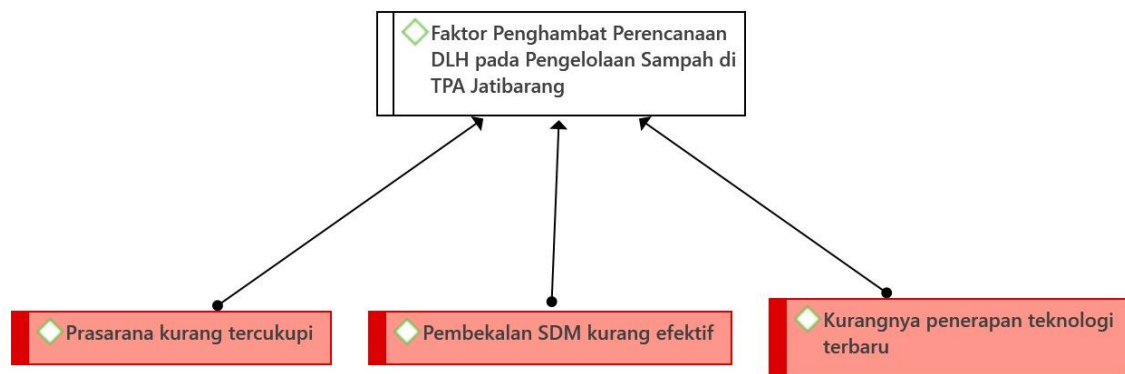 Faktor Penghambat Perencanaan
DLH pada Pengelolaan Sampah di
TPA Jatibarang
Prasarana kurang tercukupi
Pembekalan SDM kurang efektif
Kurangnya penerapan teknologi
terbaru